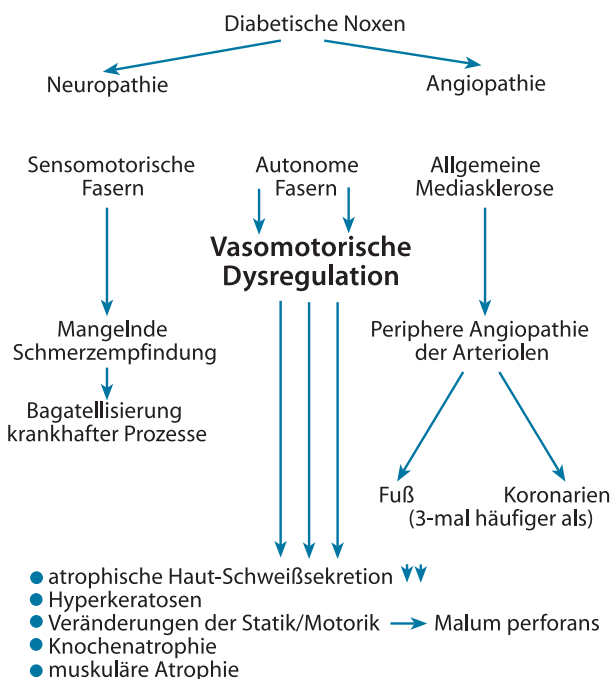 Diabetische Noxen
Neuropathie
Angiopathie
Sensomotorische
Fasern
Autonome
Fasern
Allgemeine
Mediasklerose
Vasomotorische
Dysregulation
Mangelnde
Schmerzempfindung
Periphere Angiopathie
der Arteriolen
Bagatellisierung
krankhafter Prozesse
Fuß
Koronarien
(3-mal häufiger als)
atrophische Haut-Schweißsekretion
Hyperkeratosen
Veränderungen der Statik/Motorik → Malum perforans
Knochenatrophie
muskuläre Atrophie